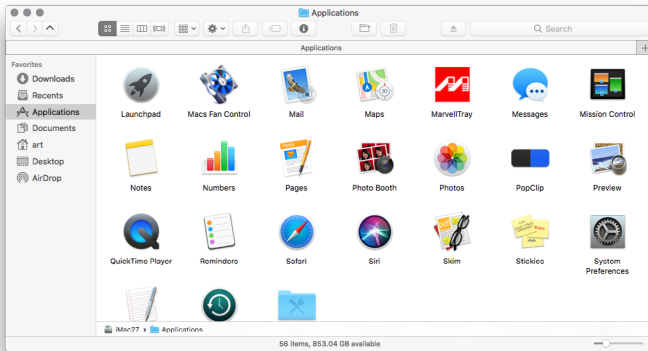 Applications
Search
Applications
Favorites
Downloads
Recents
Applications
Documents
art
Desktop
AirDrop
Launchpad
Macs Fan Control
Mail
Maps
MarvellTray
Messages
Mission Control
Notes
Numbers
Pages
Photo Booth
Photos
PopClip
Preview
QuickTime Player
Reminders
Safari
Siri
Skim
Stickies
System Preferences
iMac27 › Applications
56 items, 853.04 GB available